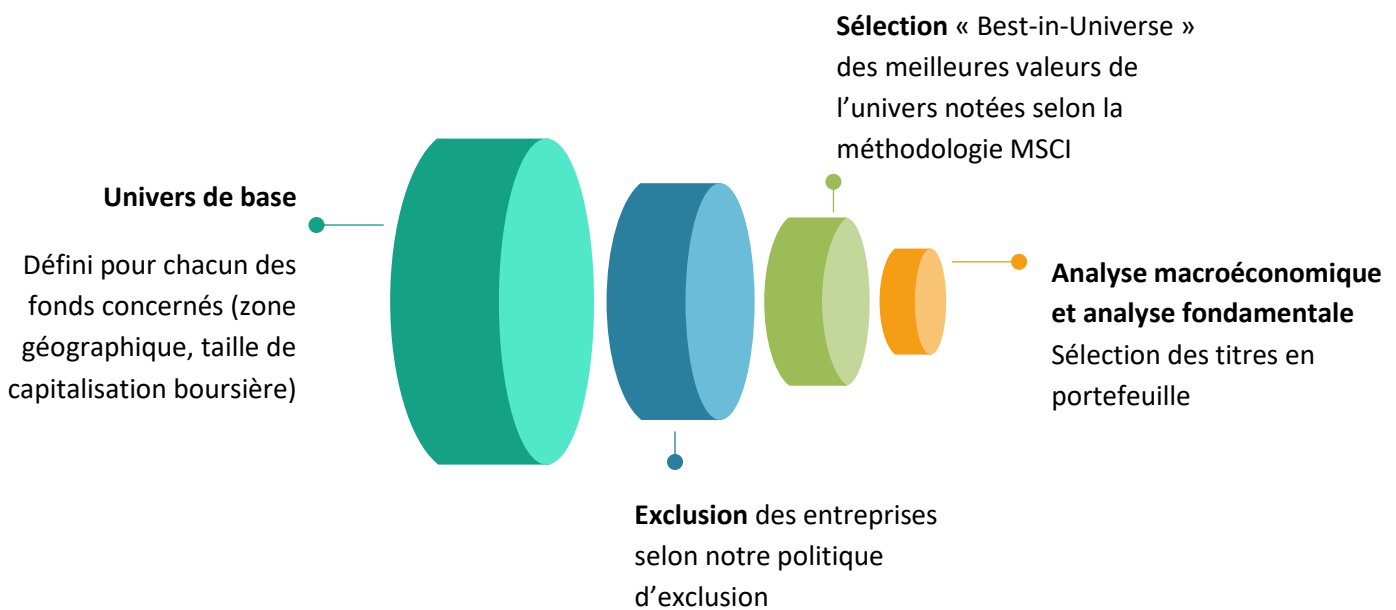 Univers de base
Défini pour chacun des
fonds concernés (zone
géographique, taille de
capitalisation boursière)
Exclusion des entreprises
selon notre politique
d’exclusion
Sélection « Best-in-Universe »
des meilleures valeurs de
l’univers notées selon la
méthodologie MSCI
Analyse macroéconomique
et analyse fondamentale
Sélection des titres en
portefeuille